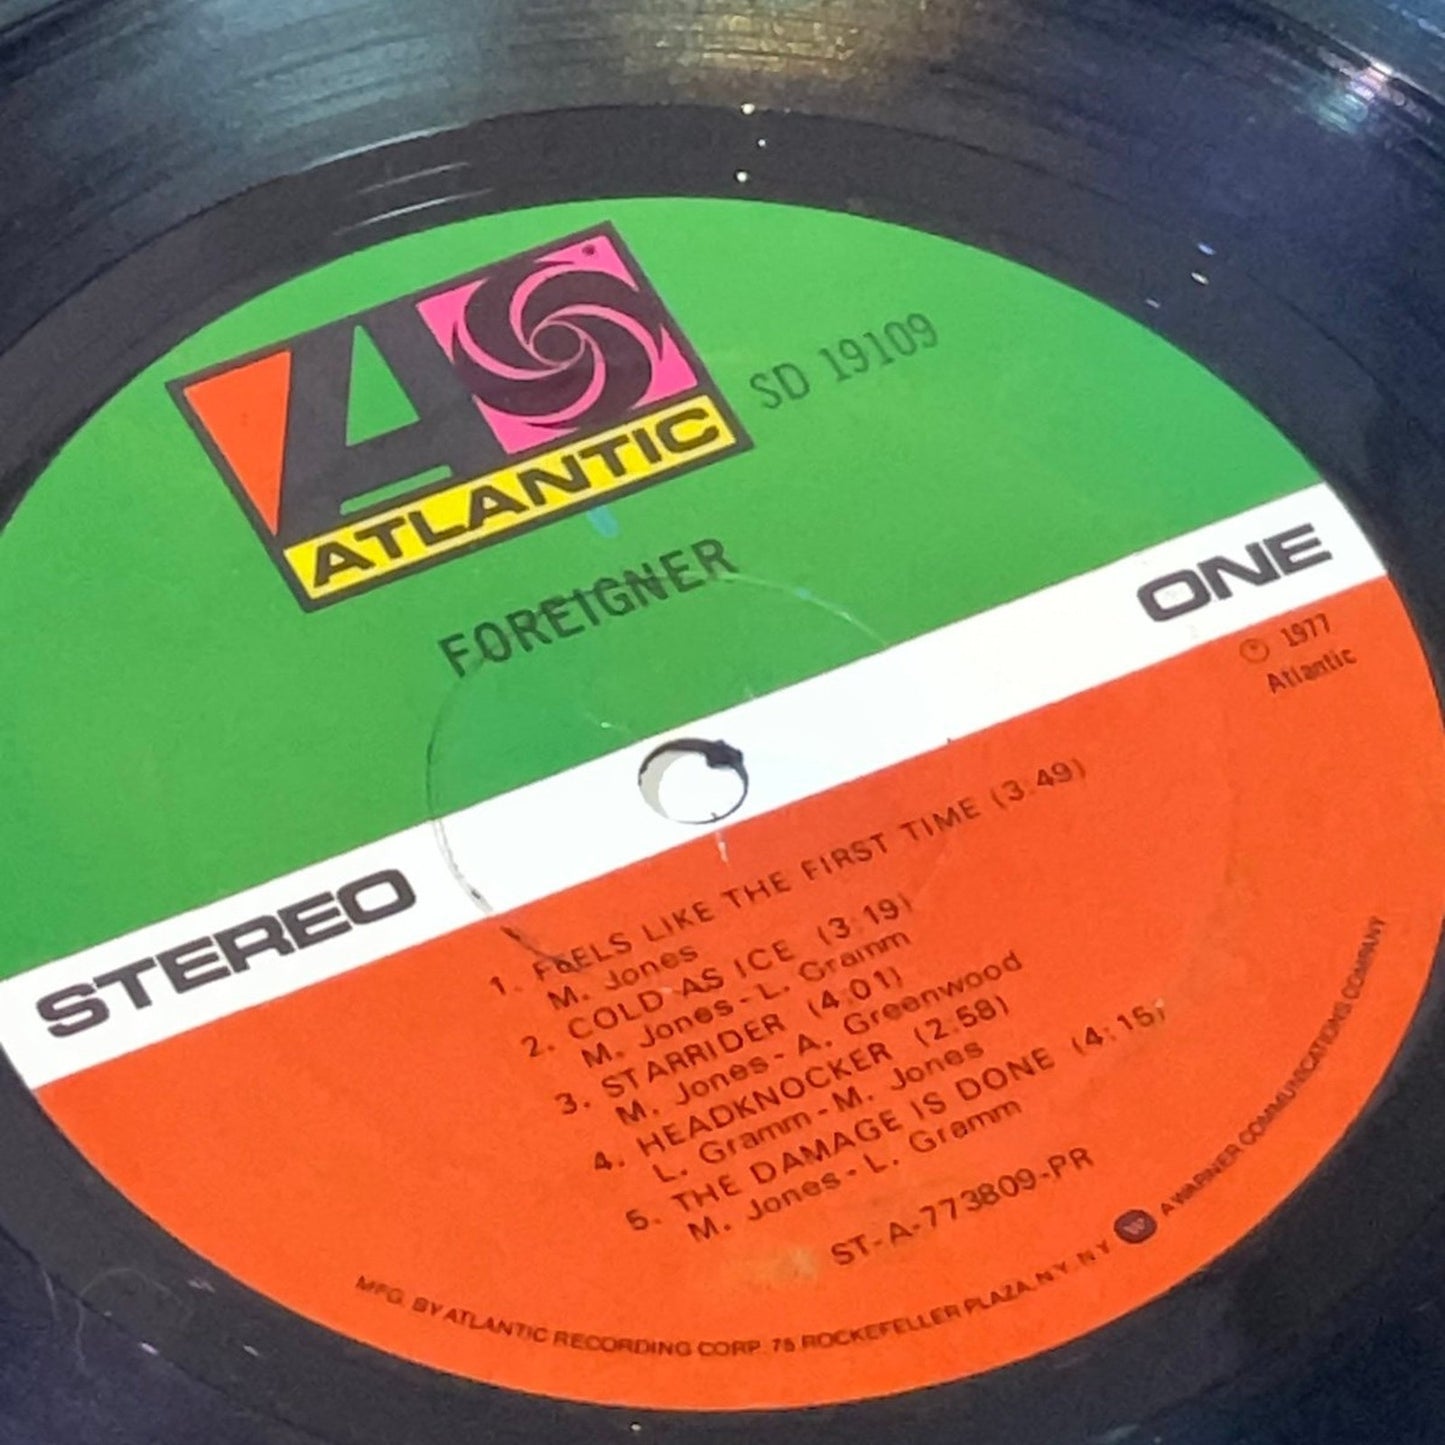 ATLANTIC
SD 19109
FOREIGNER
STEREO
ONE
℗ 1977
Atlantic
1. FEELS LIKE THE FIRST TIME (3:49)
M. Jones
2. COLD AS ICE (3:19)
M. Jones-L. Gramm
3. STARRIDER (4:01)
M. Jones-A. Greenwood
4. HEADKNOCKER (2:58)
L. Gramm-M. Jones
5. THE DAMAGE IS DONE (4:15)
M. Jones-L. Gramm
ST-A-773809-PR
MFG. BY ATLANTIC RECORDING CORP. 75 ROCKEFELLER PLAZA, N.Y. N.Y. W A WARNER COMMUNICATIONS COMPANY